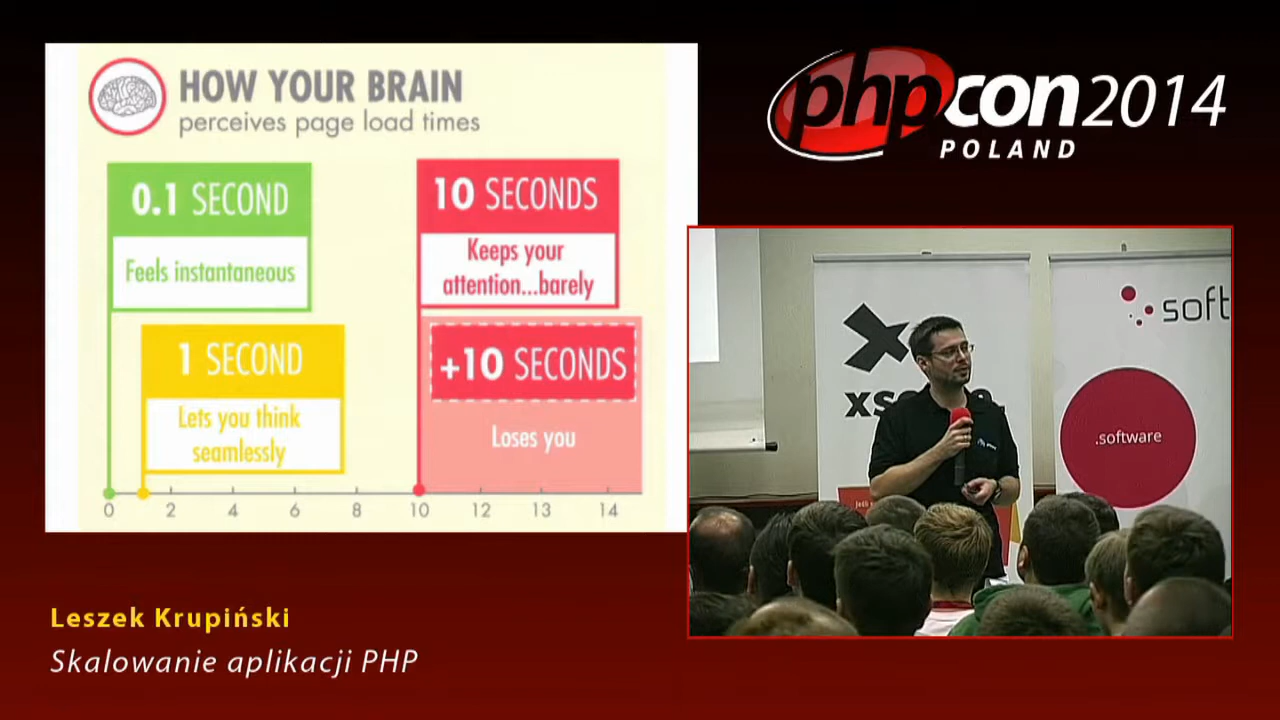 HOW YOUR BRAIN
perceives page load times
0.1 SECOND
Feels instantaneous
1 SECOND
Lets you think
seamlessly
10 SECONDS
Keeps your
attention...barely
+10 SECONDS
Loses you
0 2 4 6 8 10 12 13 14
phpcon2014
POLAND
soft
.software
Leszek Krupiński
Skalowanie aplikacji PHP